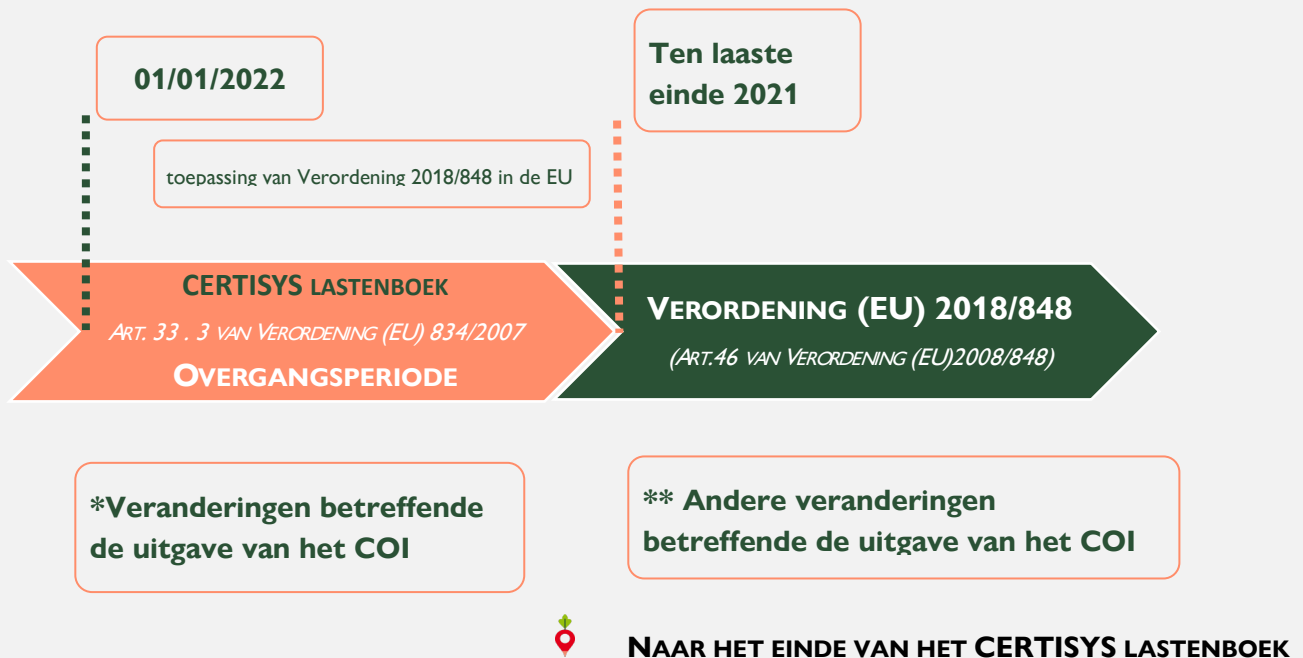 01/01/2022
Ten laaste
einde 2021
toepassing van Verordening 2018/848 in de EU
CERTISYS LASTENBOEK
ART. 33 . 3 VAN VERORDENING (EU) 834/2007
OVERGANGSPERIODE
VERORDENING (EU) 2018/848
(ART.46 VAN VERORDENING (EU)2008/848)
*Veranderingen betreffende
de uitgave van het COI
** Andere veranderingen
betreffende de uitgave van het COI
NAAR HET EINDE VAN HET CERTISYS LASTENBOEK